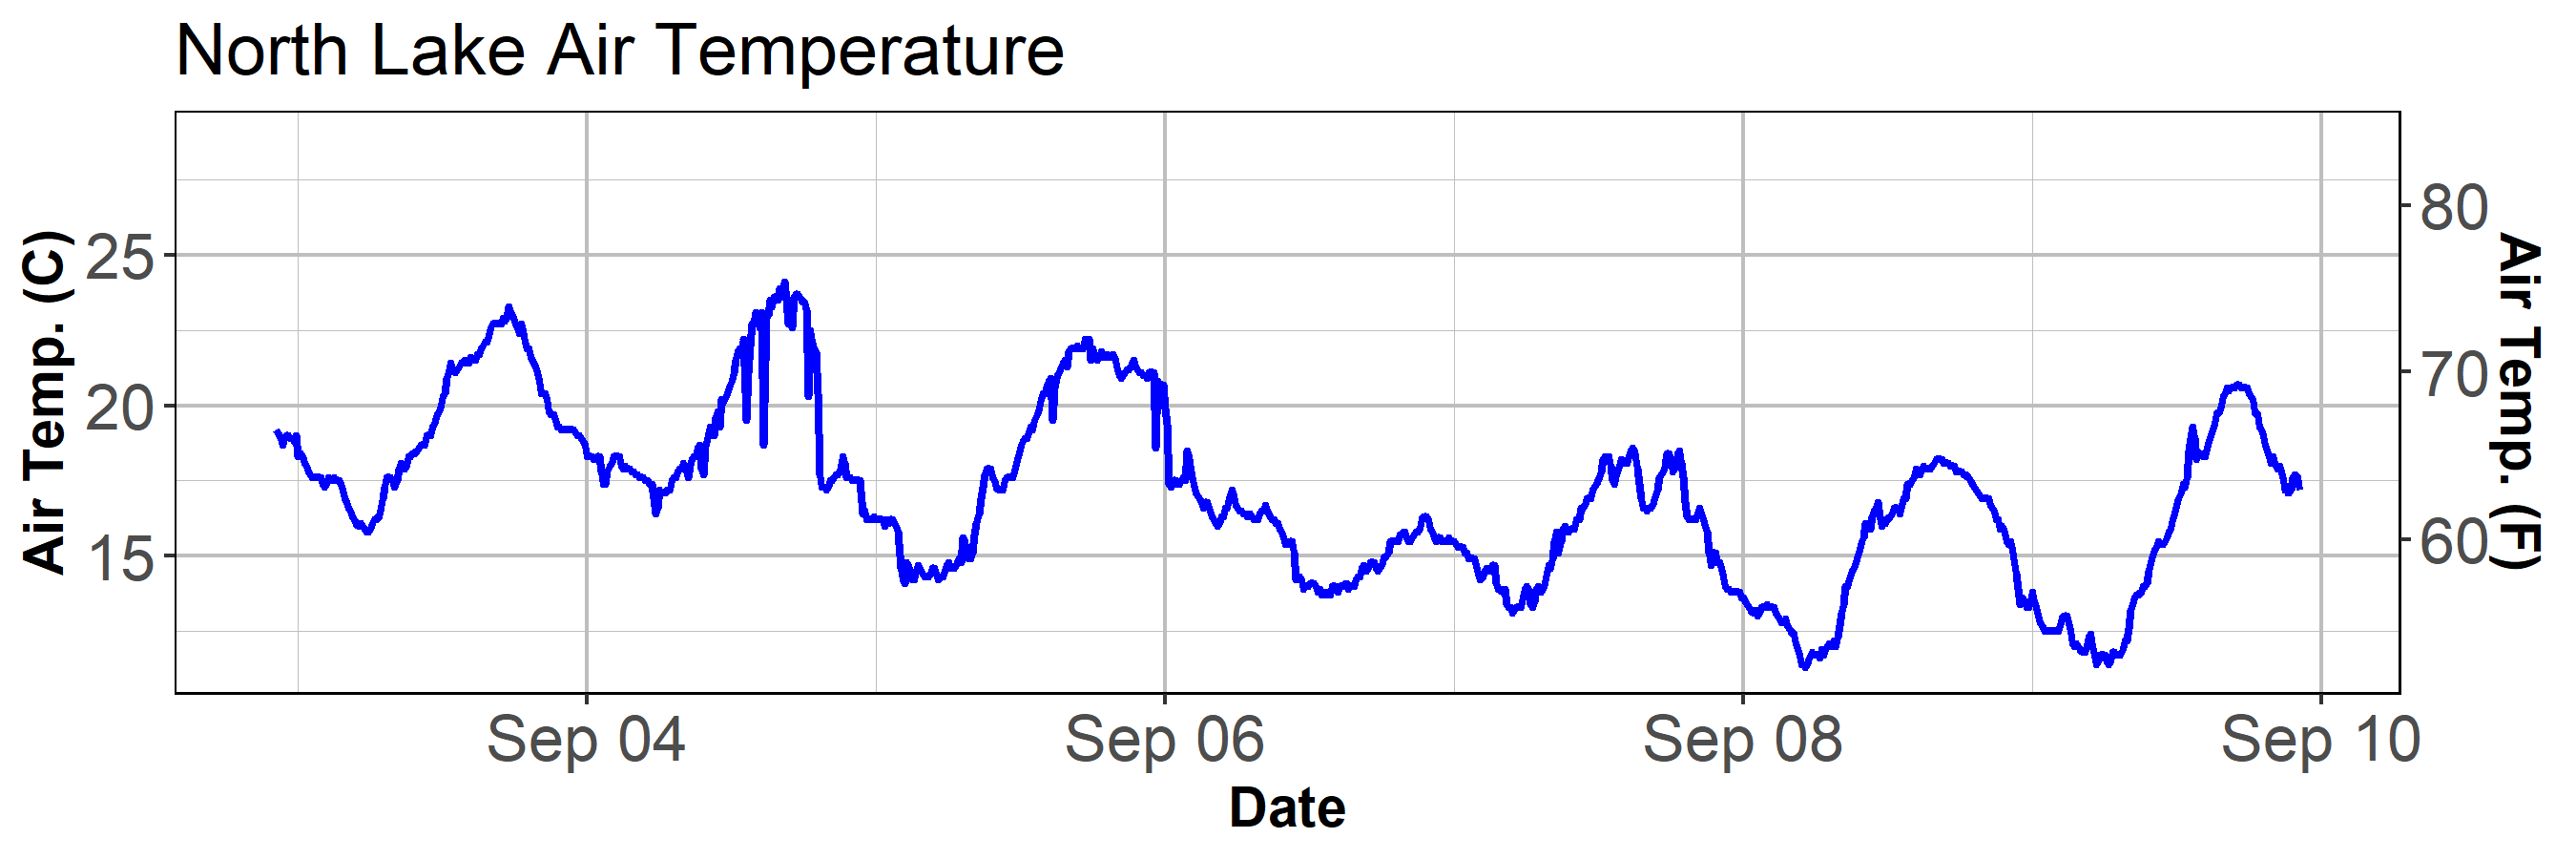 North Lake Air Temperature
Air Temp. (C)
25
20
15
80
70
60
Air Temp. (F)
Sep 04
Sep 06
Sep 08
Sep 10
Date